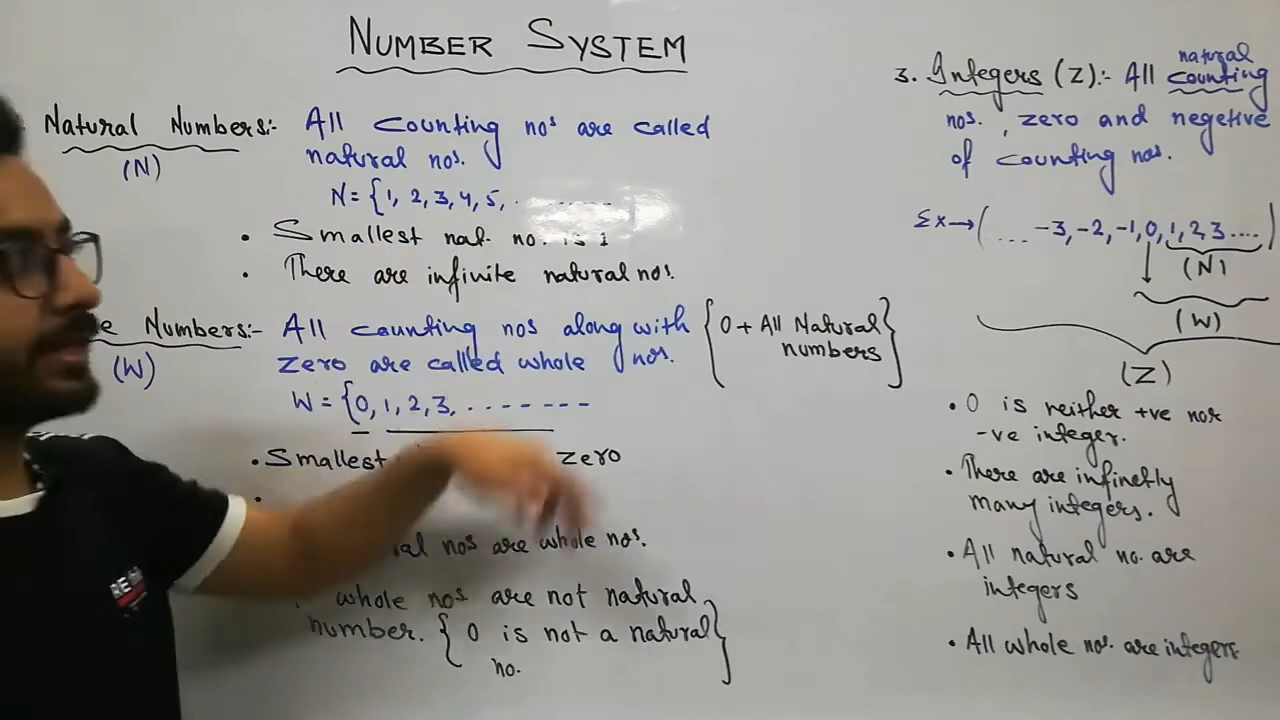 NUMBER SYSTEM
Natural Numbers:- All counting nos are called
(N) natural nos.
N = {1, 2, 3, 4, 5, . ........
• Smallest nat. no. is 1
• There are infinite natural nos.
e Numbers:- All counting nos along with {0 + All Natural
(W) zero are called whole nos. numbers}
W = {0, 1, 2, 3, . - - - - - - -
• Smallest zero
•
ral nos are whole nos.
whole nos are not natural
number. {0 is not a natural
no.}
3. Integers (Z):- All natural counting
nos. , zero and negetive
of counting nos.
Ex → ( ... -3, -2, -1, 0, 1, 2, 3 .... )
(N)
(W)
(Z)
• 0 is neither +ve nor
-ve integer.
• There are infinetly
many integers.
• All natural no. are
integers
• All whole nos. are integers.
RE